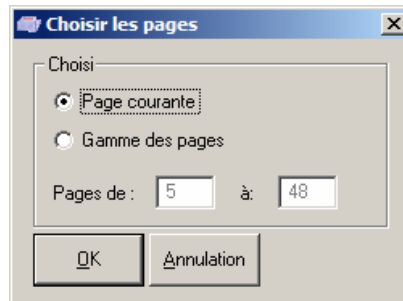 Choisir les pages
Choisi
Page courante
Gamme des pages
Pages de : 5 à: 48
OK Annulation